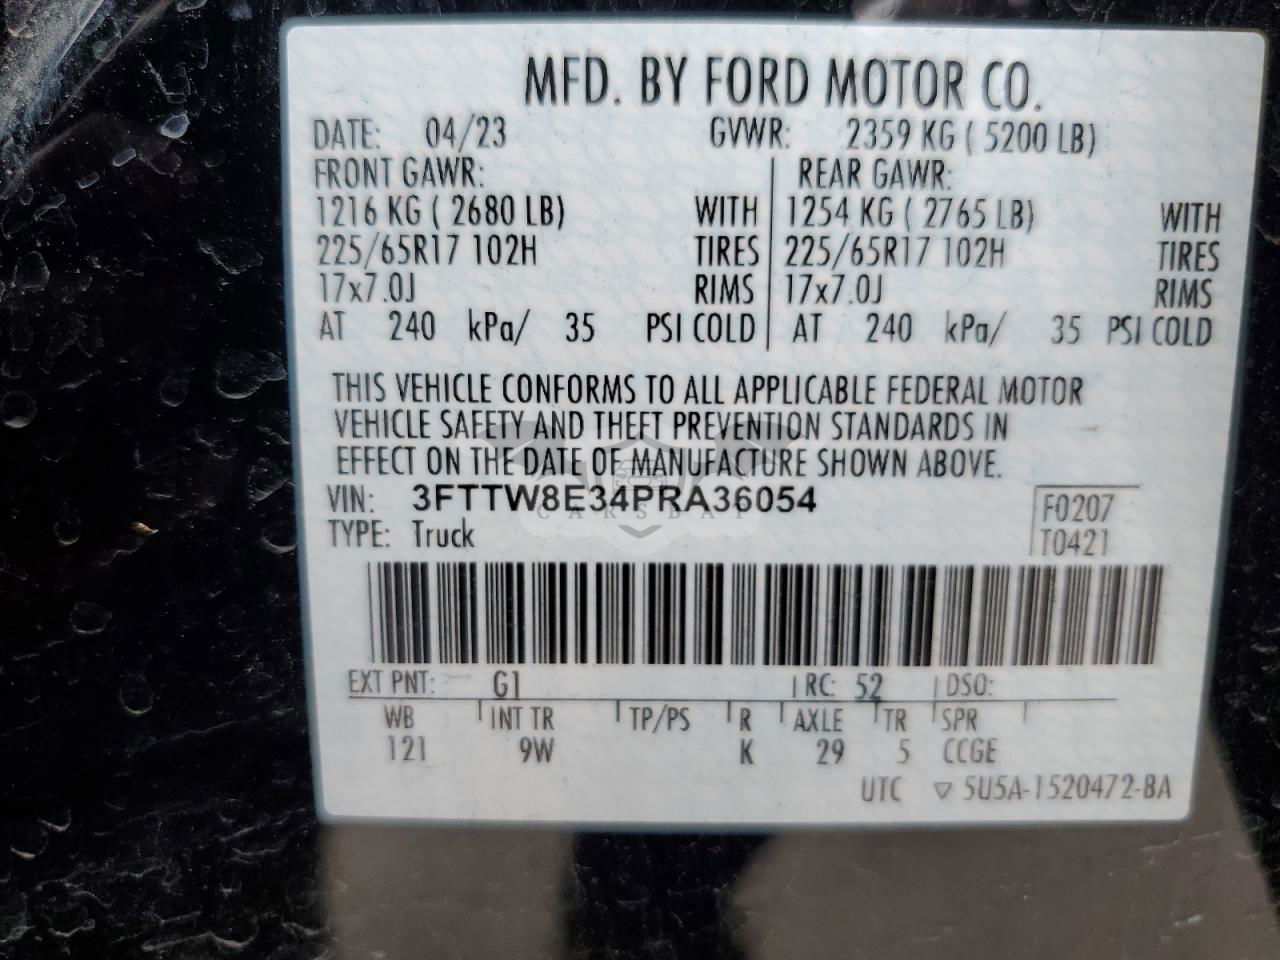 MFD. BY FORD MOTOR CO.
DATE: 04/23 GVWR: 2359 KG ( 5200 LB)
FRONT GAWR: REAR GAWR:
1216 KG ( 2680 LB) WITH 1254 KG ( 2765 LB) WITH
225/65R17 102H TIRES 225/65R17 102H TIRES
17x7.0J RIMS 17x7.0J RIMS
AT 240 kPa/ 35 PSI COLD AT 240 kPa/ 35 PSI COLD
THIS VEHICLE CONFORMS TO ALL APPLICABLE FEDERAL MOTOR
VEHICLE SAFETY AND THEFT PREVENTION STANDARDS IN
EFFECT ON THE DATE OF MANUFACTURE SHOWN ABOVE.
VIN: 3FTTW8E34PRA36054 F0207
CARSBAT
TYPE: Truck T0421
EXT PNT: G1 RC: 52 DSO:
WB INT TR TP/PS R AXLE TR SPR
121 9W K 29 5 CCGE
UTC ▽ 5U5A-1520472-BA